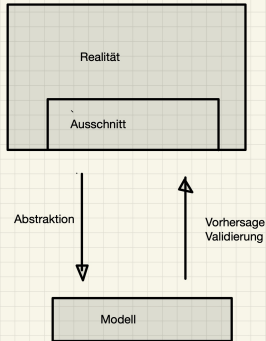 Realität
Ausschnitt
Abstraktion
Vorhersage
Validierung
Modell